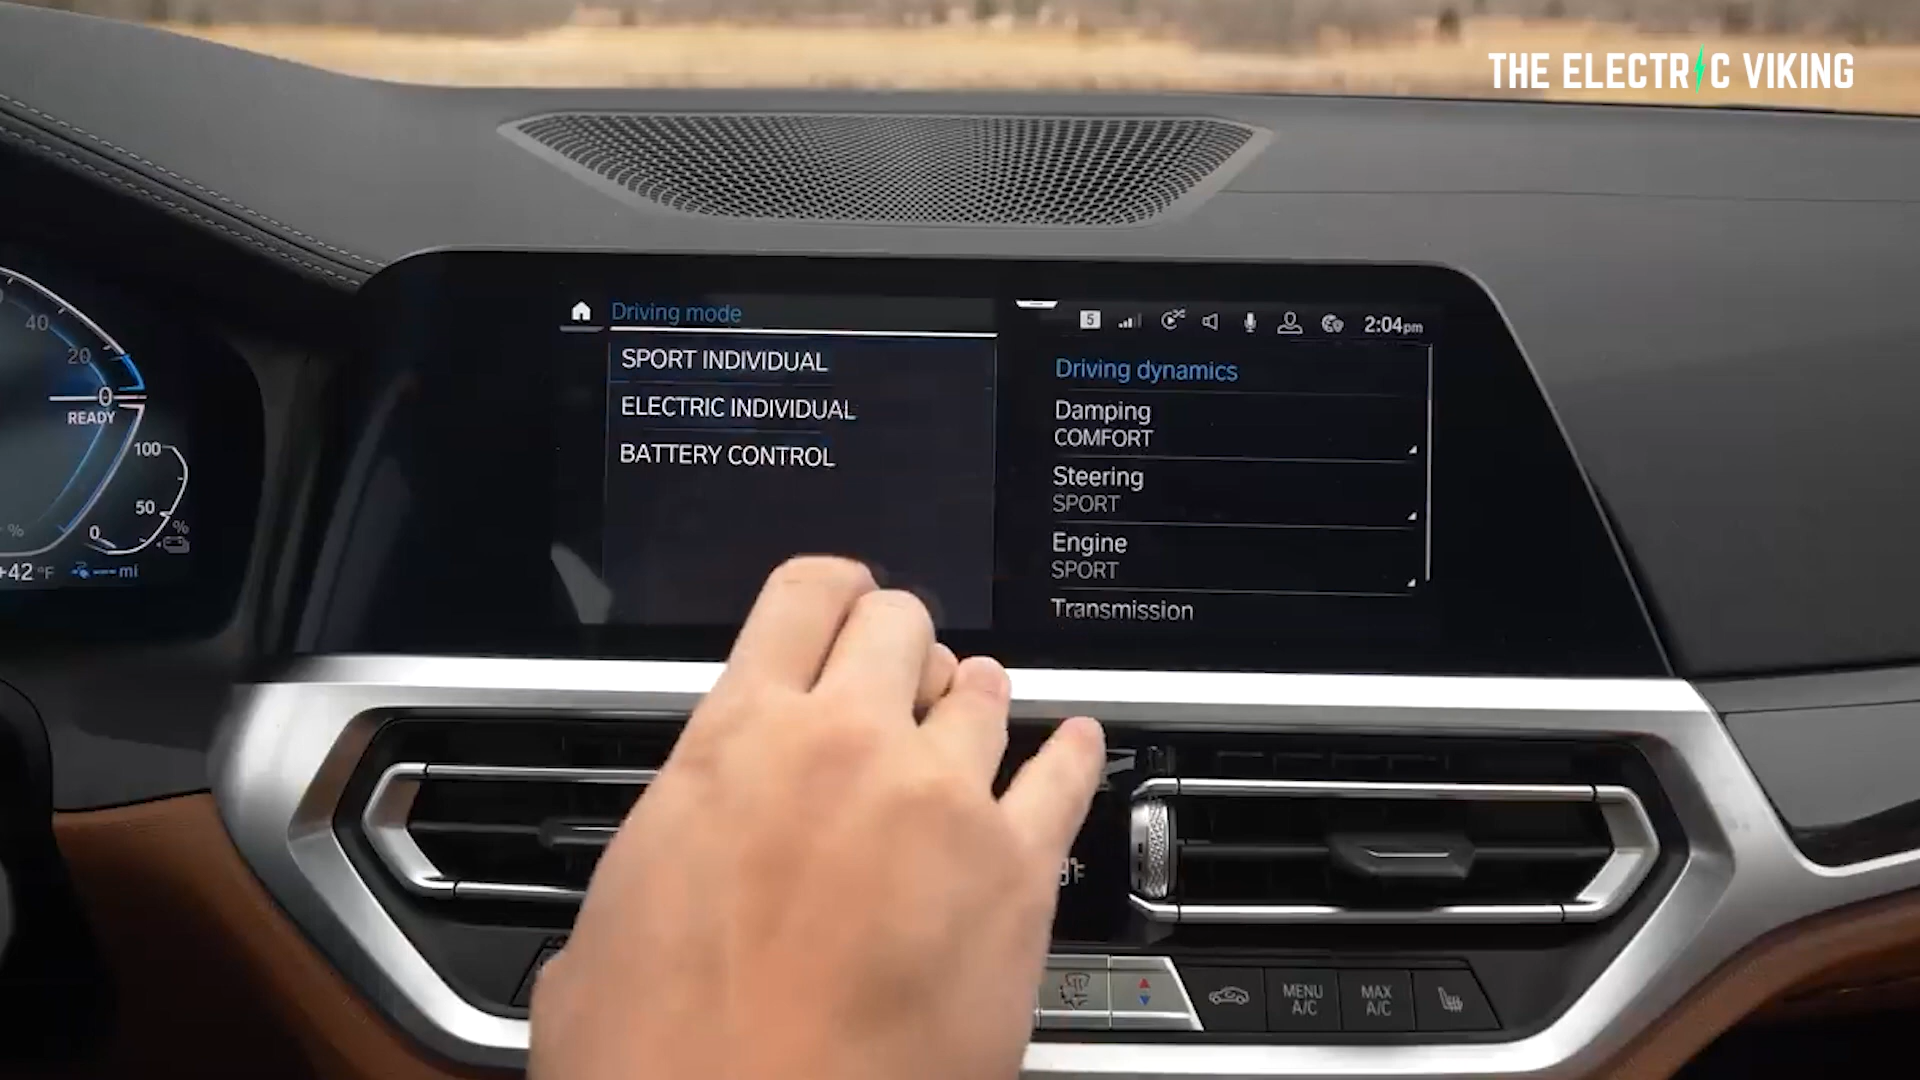 THE ELECTRIC VIKING
Driving mode
SPORT INDIVIDUAL
ELECTRIC INDIVIDUAL
BATTERY CONTROL
5
2:04pm
Driving dynamics
Damping
COMFORT
Steering
SPORT
Engine
SPORT
Transmission
40
20
0
READY
100
50
%
0
%
+42 °F
--- mi
MENU
A/C
MAX
A/C